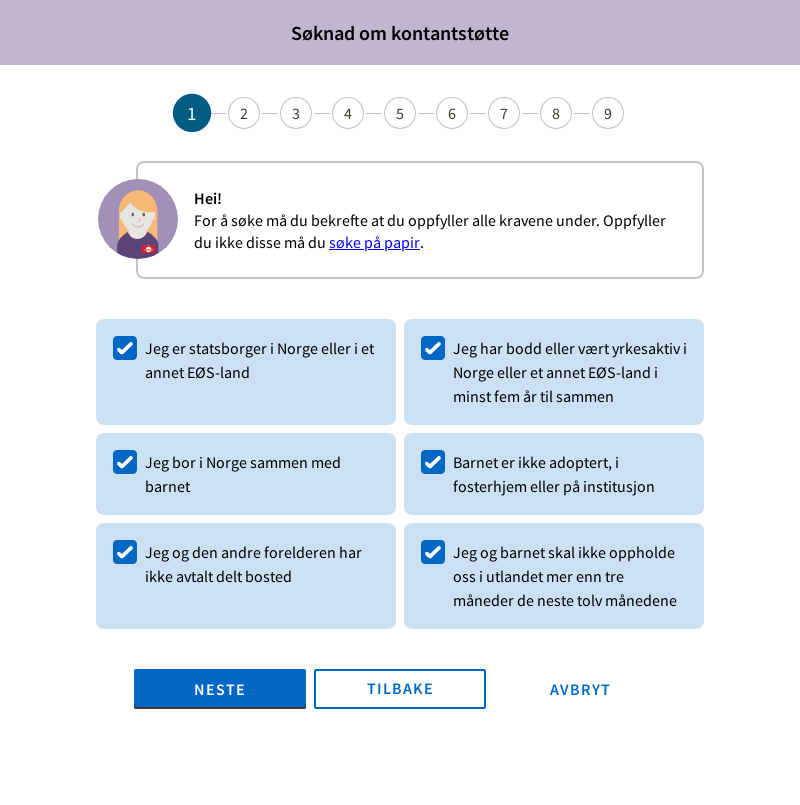 Søknad om kontantstøtte
1 2 3 4 5 6 7 8 9
Hei!
For å søke må du bekrefte at du oppfyller alle kravene under. Oppfyller
du ikke disse må du søke på papir.
Jeg er statsborger i Norge eller i et
annet EØS-land
Jeg har bodd eller vært yrkesaktiv i
Norge eller et annet EØS-land i
minst fem år til sammen
Jeg bor i Norge sammen med
barnet
Barnet er ikke adoptert, i
fosterhjem eller på institusjon
Jeg og den andre forelderen har
ikke avtalt delt bosted
Jeg og barnet skal ikke oppholde
oss i utlandet mer enn tre
måneder de neste tolv månedene
NESTE TILBAKE AVBRYT